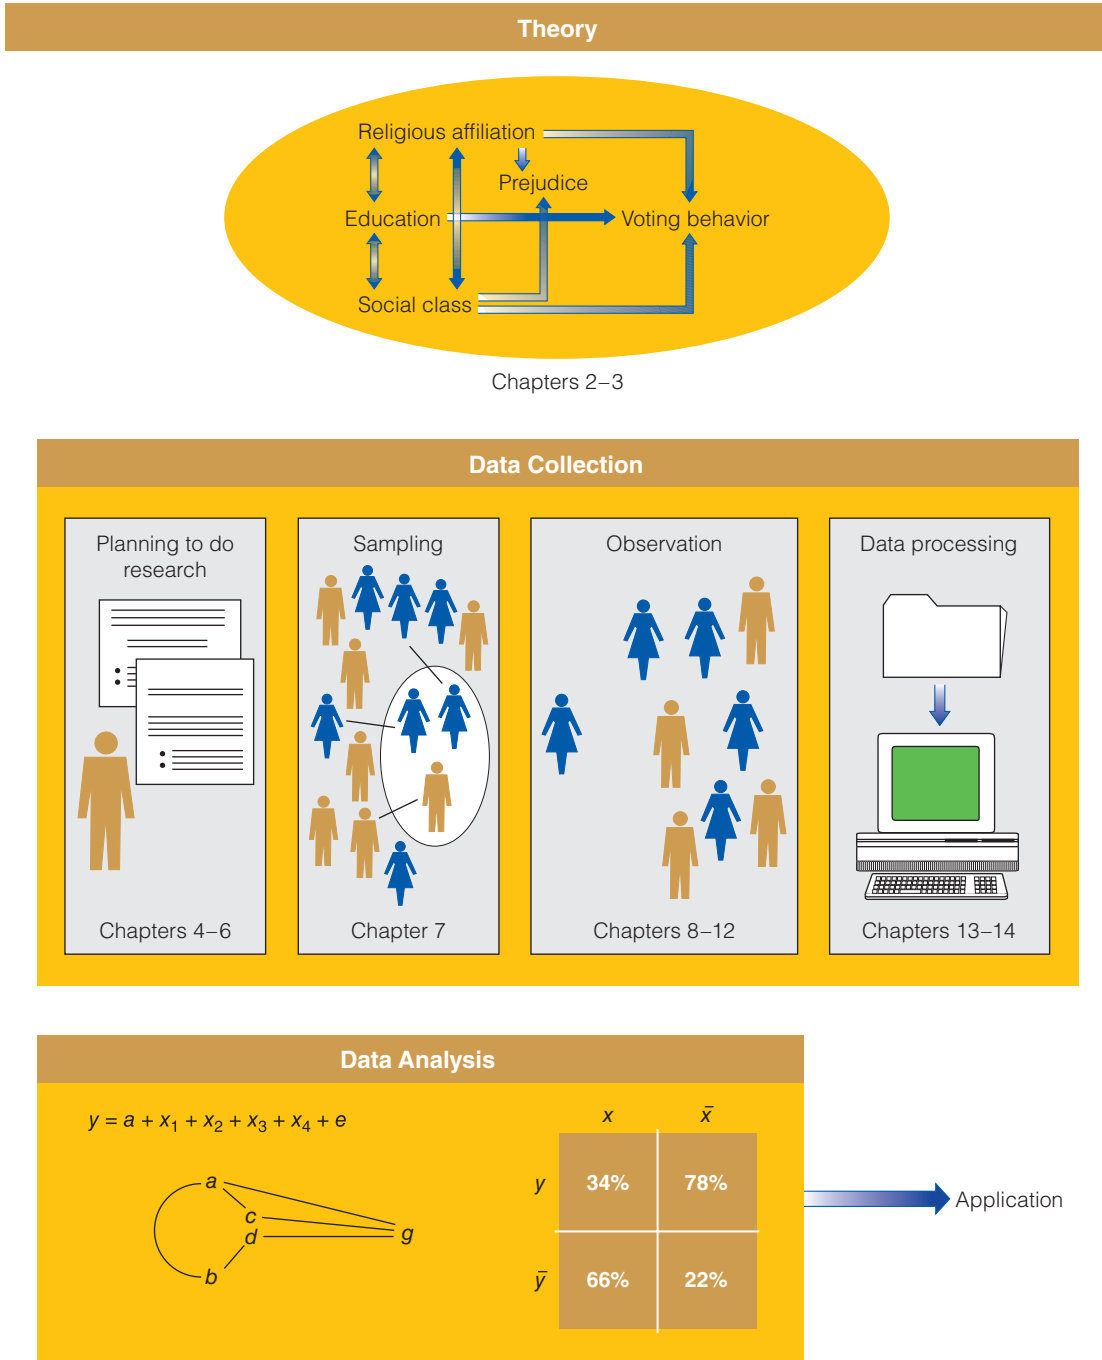 Theory
Religious affiliation
Prejudice
Education
Voting behavior
Social class
Chapters 2–3
Data Collection
Planning to do
research
Chapters 4–6
Sampling
Chapter 7
Observation
Chapters 8–12
Data processing
Chapters 13–14
Data Analysis
y = a + x₁ + x₂ + x₃ + x₄ + e
a
c
d
g
b
x x̄
y 34% 78%
ȳ 66% 22%
Application